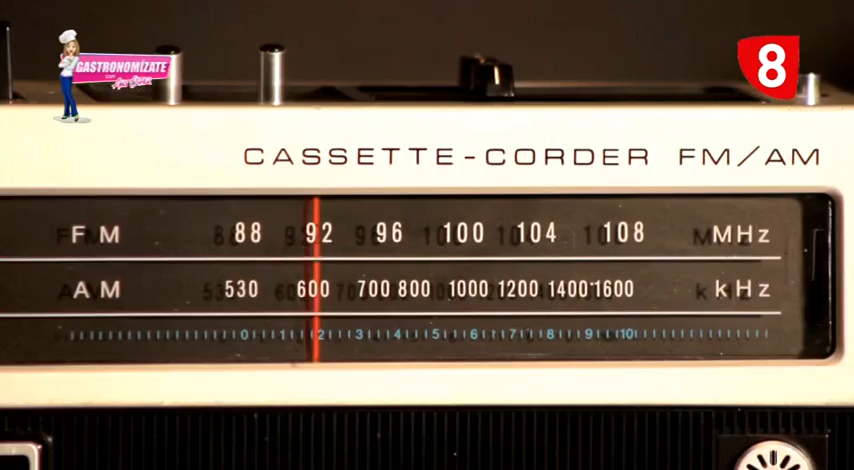 GASTRONOMÍZATE
8
CASSETTE-CORDER FM/AM
FM 88 92 96 100 104 108 MHz
AM 530 600 700 800 1000 1200 1400 1600 kHz
0 1 2 3 4 5 6 7 8 9 10